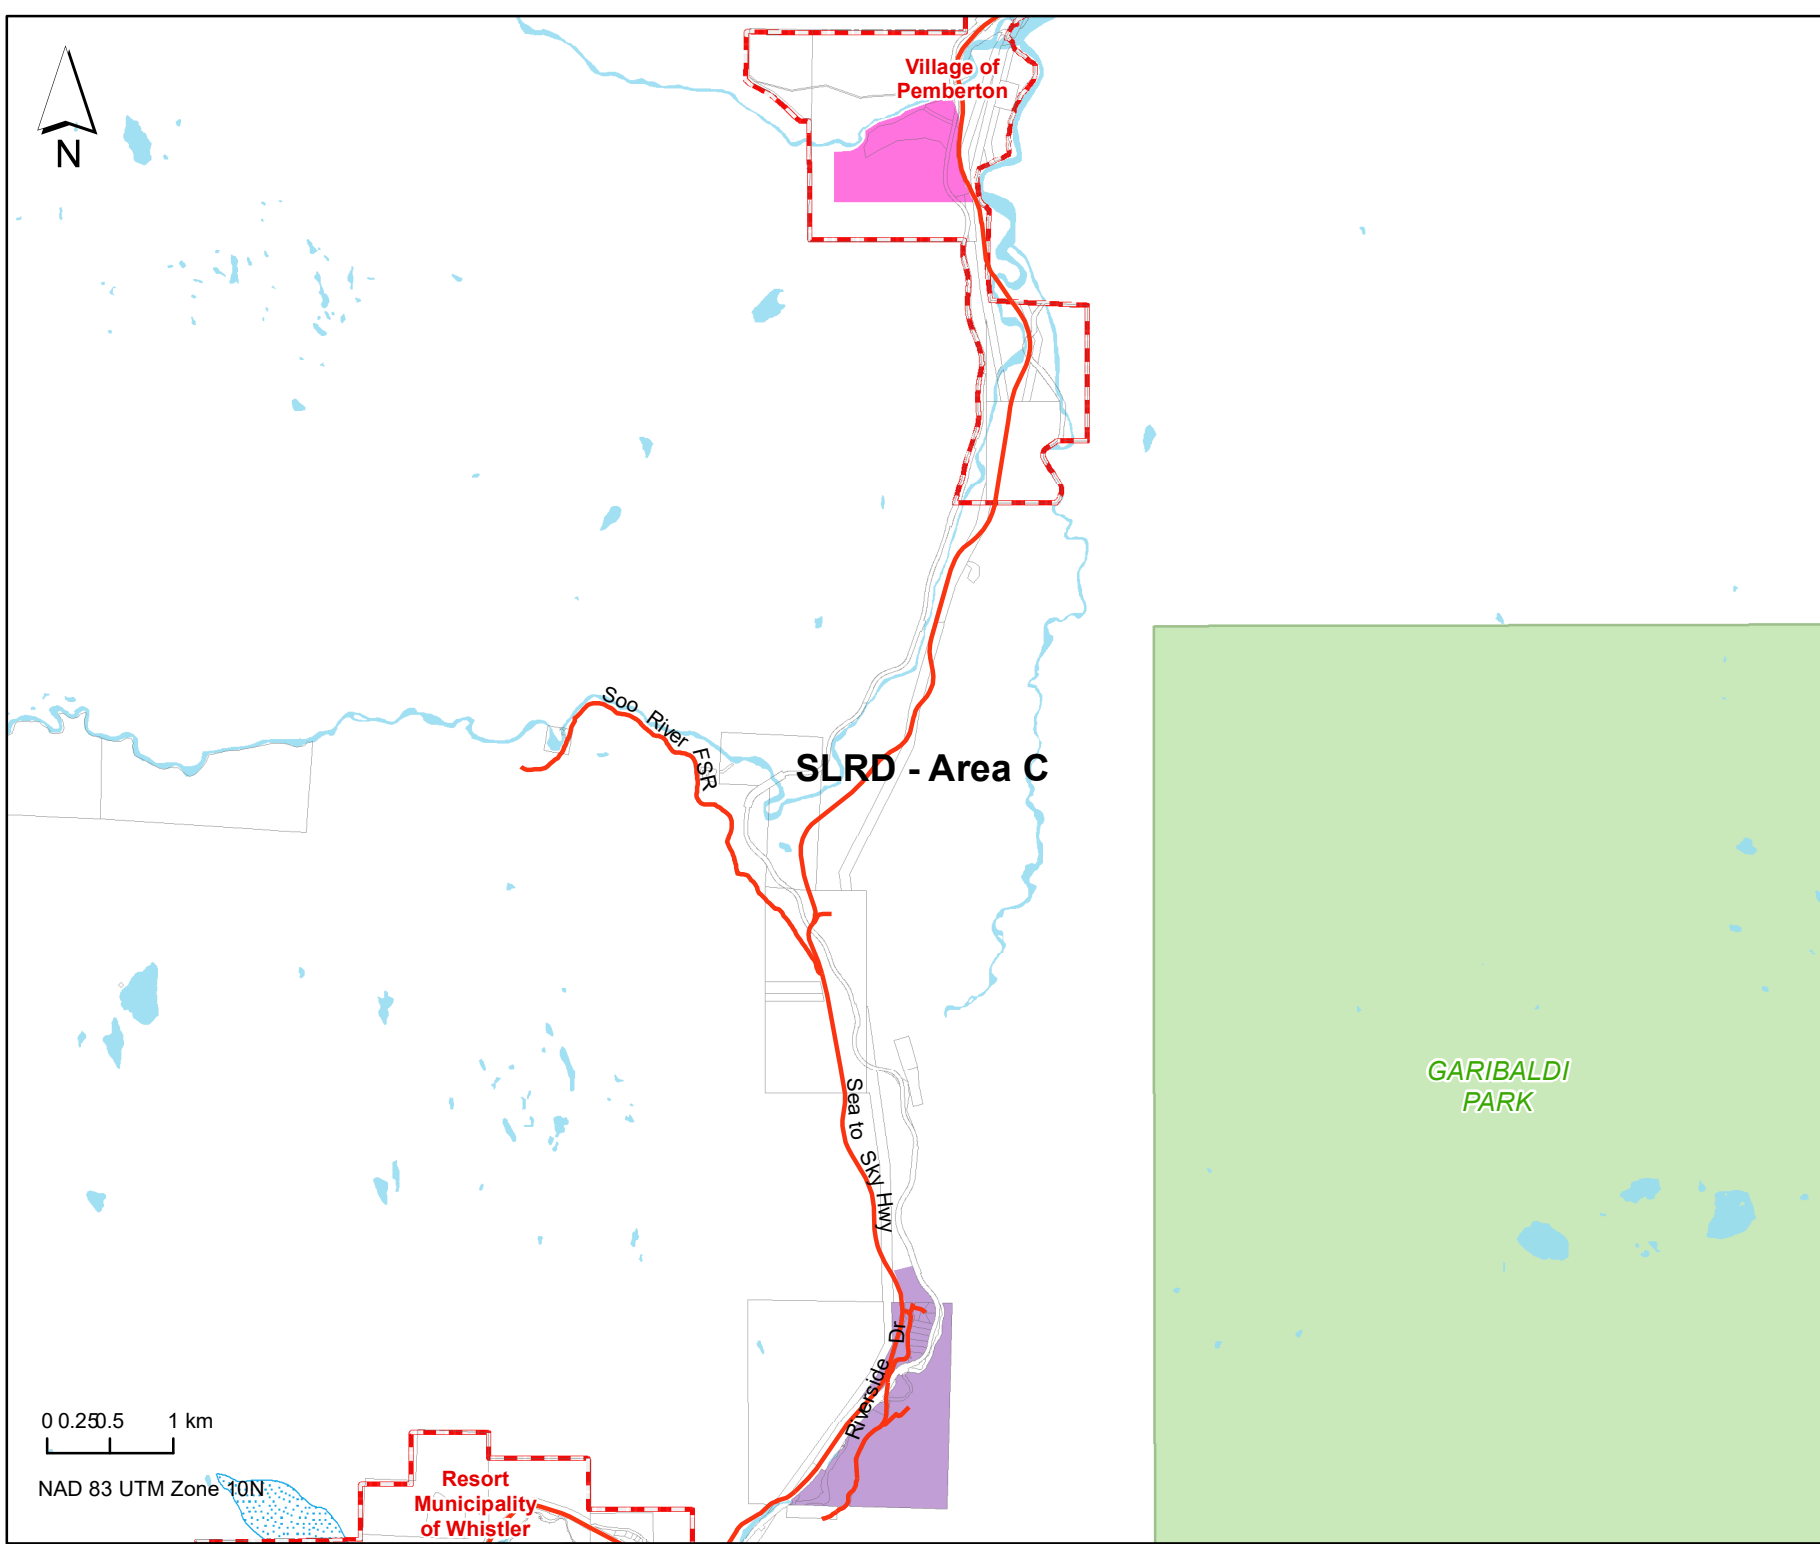 Village of
Pemberton
N
Soo River FSR
SLRD - Area C
GARIBALDI
PARK
Sea to Sky Hwy
Riverside Dr
0 0.25 0.5 1 km
NAD 83 UTM Zone 10N
Resort
Municipality
of Whistler